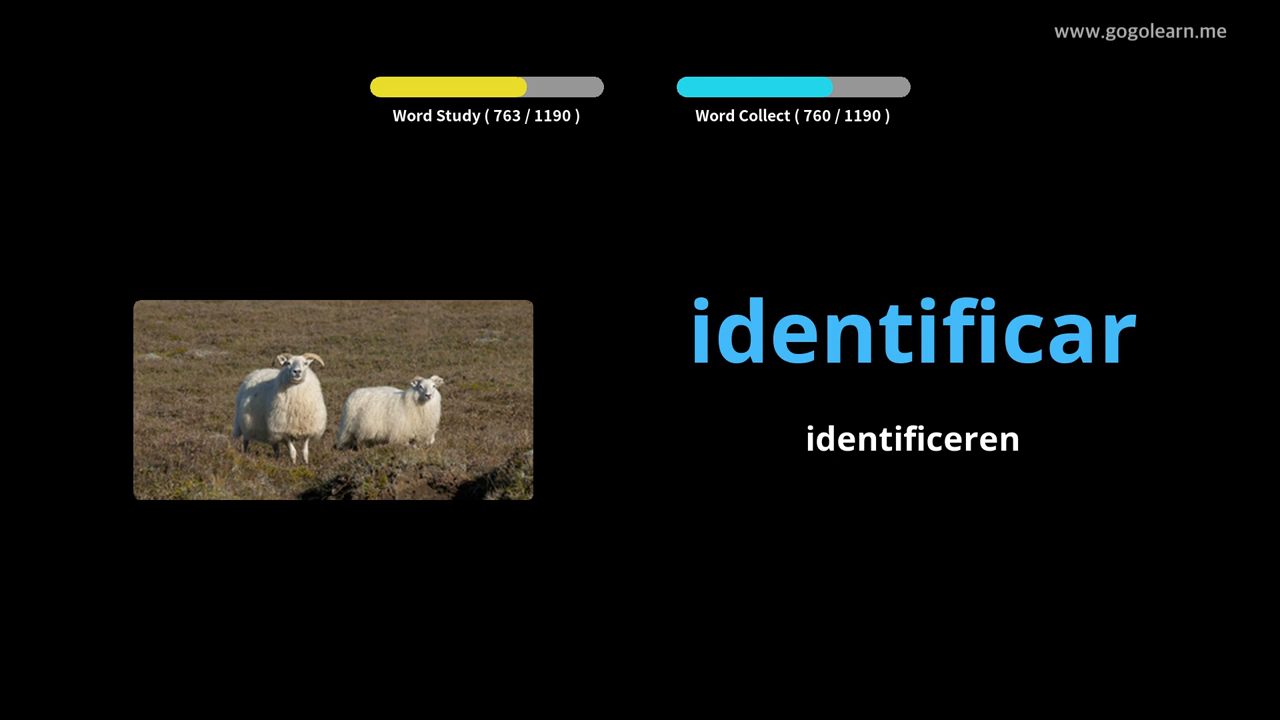 www.gogolearn.me
Word Study ( 763 / 1190 )
Word Collect ( 760 / 1190 )
identificar
identificeren